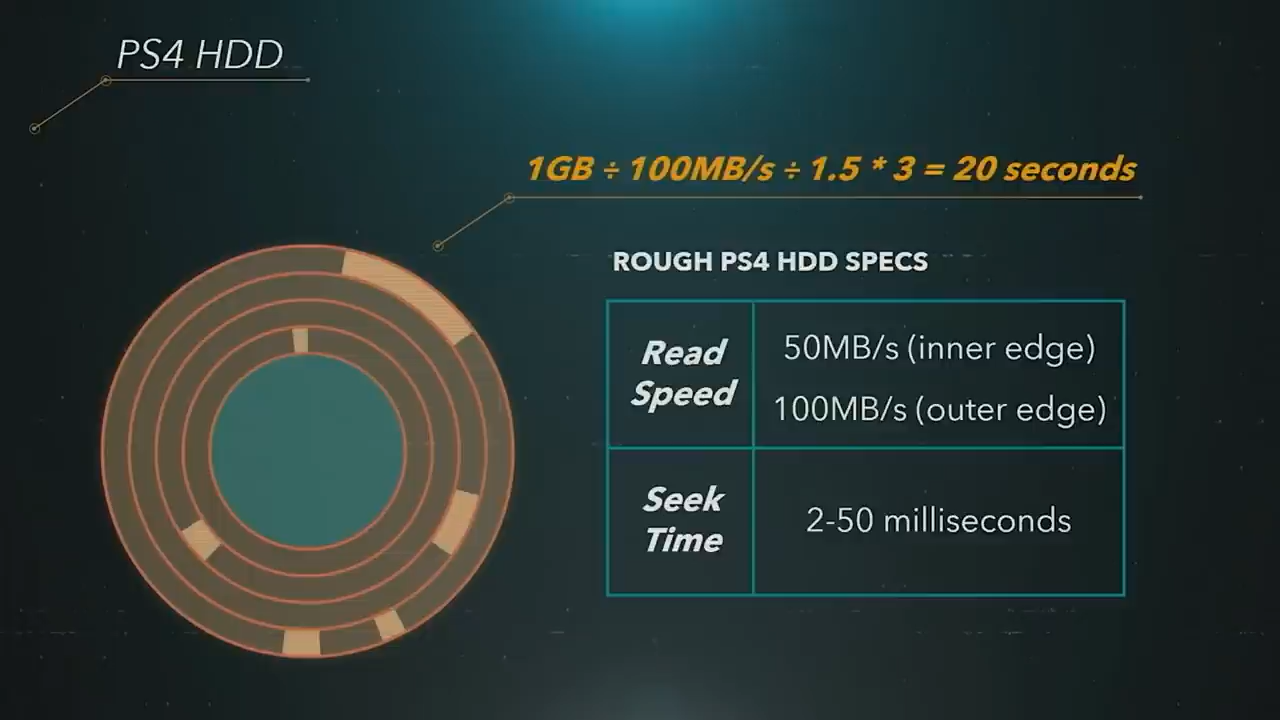 PS4 HDD
1GB ÷ 100MB/s ÷ 1.5 * 3 = 20 seconds
ROUGH PS4 HDD SPECS
Read
Speed
50MB/s (inner edge)
100MB/s (outer edge)
Seek
Time
2-50 milliseconds